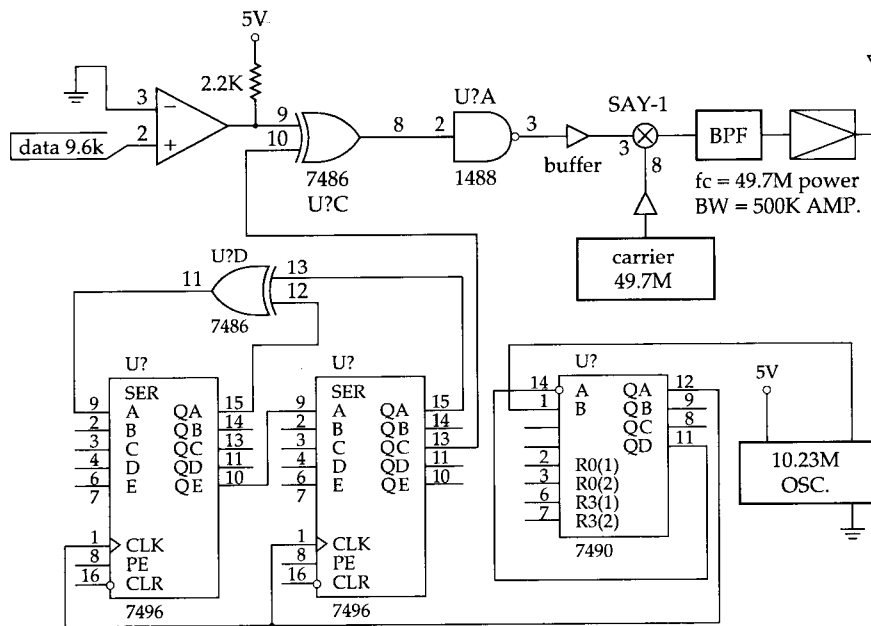 5V
2.2K
3
2
data 9.6k
9
10
8
7486
U?C
U?A
2
3
1488
buffer
SAY-1
3
8
BPF
fc = 49.7M power
BW = 500K AMP.
carrier
49.7M
U?D
11
13
12
7486
U?
SER
9 A QA 15
2 B QB 14
3 C QC 13
4 D QD 11
6 E QE 10
7
1 CLK
8 PE
16 CLR
7496
U?
SER
9 A QA 15
2 B QB 14
3 C QC 13
4 D QD 11
6 E QE 10
7
1 CLK
8 PE
16 CLR
7496
U?
14 A QA 12
1 B QB 9
QC 8
QD 11
2 R0(1)
3 R0(2)
6 R3(1)
7 R3(2)
7490
5V
10.23M
OSC.